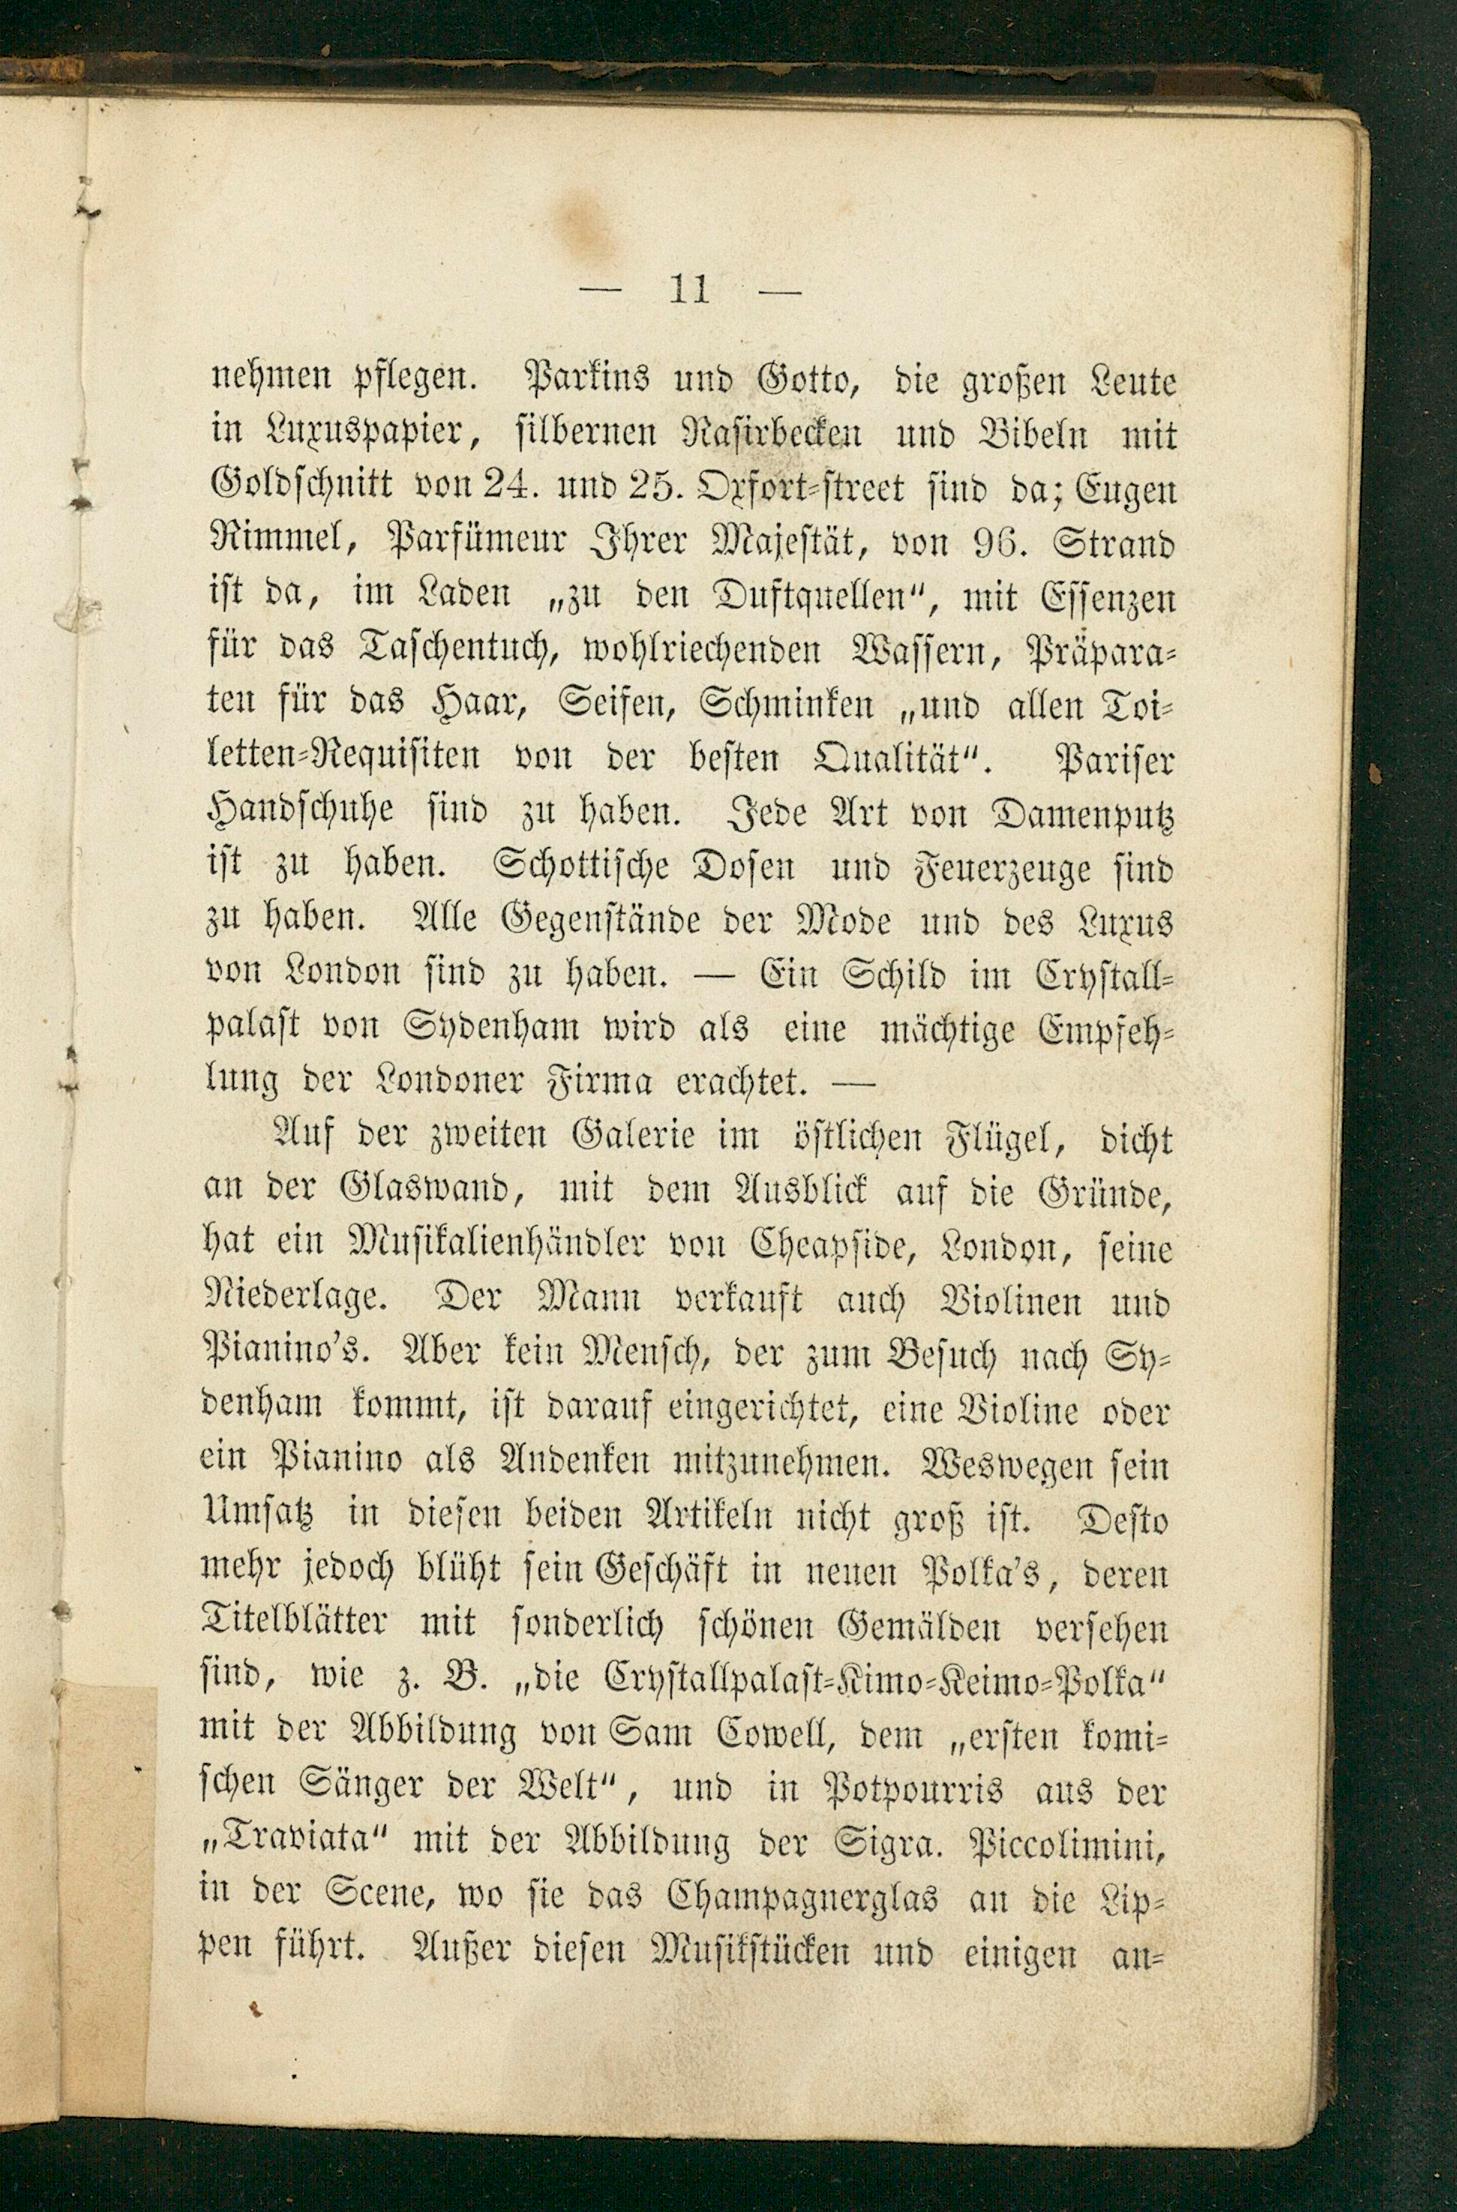 — 11 —
nehmen pflegen. Parkins und Gotto, die großen Leute
in Luxuspapier, silbernen Rasirbecken und Bibeln mit
Goldschnitt von 24. und 25. Oxfort-street sind da; Eugen
Rimmel, Parfümeur Ihrer Majestät, von 96. Strand
ist da, im Laden „zu den Duftquellen“, mit Essenzen
für das Taschentuch, wohlriechenden Wassern, Präpara-
ten für das Haar, Seifen, Schminken „und allen Toi-
letten-Requisiten von der besten Qualität“. Pariser
Handschuhe sind zu haben. Jede Art von Damenputz
ist zu haben. Schottische Dosen und Feuerzeuge sind
zu haben. Alle Gegenstände der Mode und des Luxus
von London sind zu haben. — Ein Schild im Crystall-
palast von Sydenham wird als eine mächtige Empfeh-
lung der Londoner Firma erachtet. —
Auf der zweiten Galerie im östlichen Flügel, dicht
an der Glaswand, mit dem Ausblick auf die Gründe,
hat ein Musikalienhändler von Cheapside, London, seine
Niederlage. Der Mann verkauft auch Violinen und
Pianino's. Aber kein Mensch, der zum Besuch nach Sy-
denham kommt, ist darauf eingerichtet, eine Violine oder
ein Pianino als Andenken mitzunehmen. Weswegen sein
Umsatz in diesen beiden Artikeln nicht groß ist. Desto
mehr jedoch blüht sein Geschäft in neuen Polka's, deren
Titelblätter mit sonderlich schönen Gemälden versehen
sind, wie z. B. „die Crystallpalast-Kimo-Keimo-Polka“
mit der Abbildung von Sam Cowell, dem „ersten komi-
schen Sänger der Welt“, und in Potpourris aus der
„Traviata“ mit der Abbildung der Sigra. Piccolimini,
in der Scene, wo sie das Champagnerglas an die Lip-
pen führt. Außer diesen Musikstücken und einigen an-